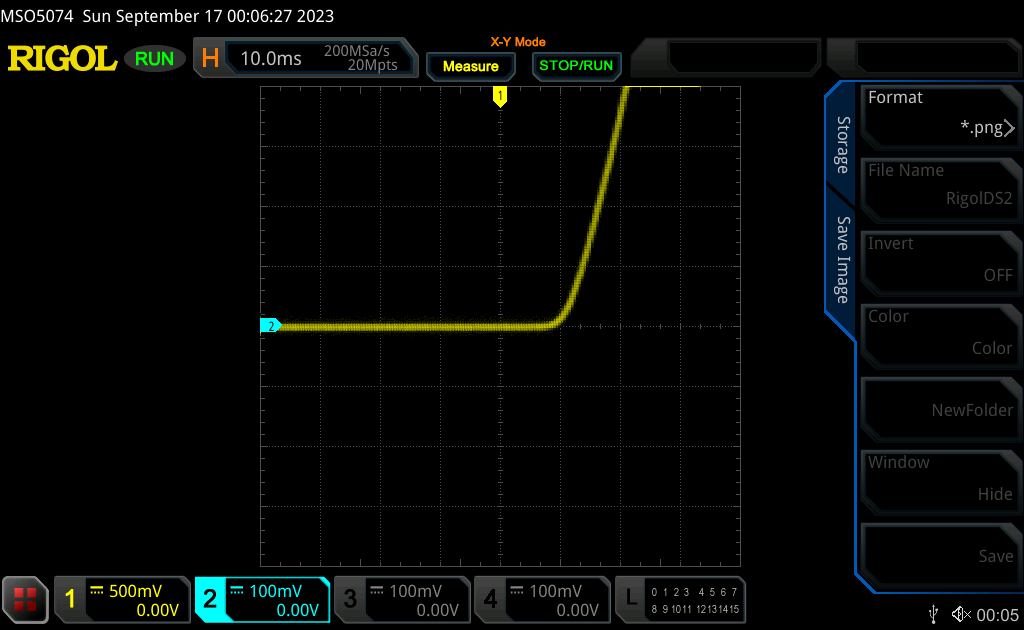 MSO5074 Sun September 17 00:06:27 2023
RIGOL RUN H 10.0ms 200MSa/s 20Mpts
X-Y Mode
Measure STOP/RUN
1
2
Storage
Save Image
Format
*.png
File Name
RigolDS2
Invert
OFF
Color
Color
NewFolder
Window
Hide
Save
1 500mV 0.00V
2 100mV 0.00V
3 100mV 0.00V
4 100mV 0.00V
L 0 1 2 3 4 5 6 7
8 9 10 11 12 13 14 15
00:05